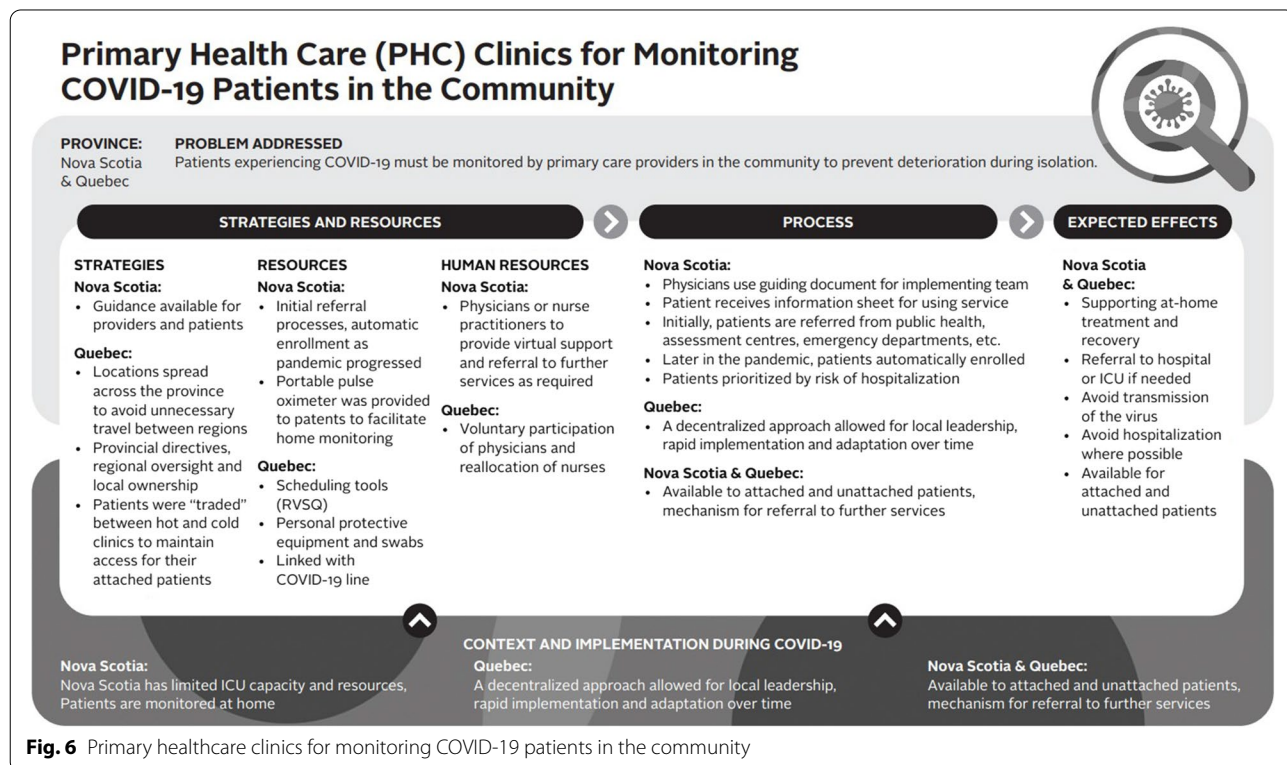 Primary Health Care (PHC) Clinics for Monitoring
COVID-19 Patients in the Community
PROVINCE:
Nova Scotia
& Quebec
PROBLEM ADDRESSED
Patients experiencing COVID-19 must be monitored by primary care providers in the community to prevent deterioration during isolation.
STRATEGIES AND RESOURCES
PROCESS
EXPECTED EFFECTS
STRATEGIES
Nova Scotia:
• Guidance available for
providers and patients
Quebec:
• Locations spread
across the province
to avoid unnecessary
travel between regions
• Provincial directives,
regional oversight and
local ownership
• Patients were “traded”
between hot and cold
clinics to maintain
access for their
attached patients
RESOURCES
Nova Scotia:
• Initial referral
processes, automatic
enrollment as
pandemic progressed
• Portable pulse
oximeter was provided
to patents to facilitate
home monitoring
Quebec:
• Scheduling tools
(RVSQ)
• Personal protective
equipment and swabs
• Linked with
COVID-19 line
HUMAN RESOURCES
Nova Scotia:
• Physicians or nurse
practitioners to
provide virtual support
and referral to further
services as required
Quebec:
• Voluntary participation
of physicians and
reallocation of nurses
Nova Scotia:
• Physicians use guiding document for implementing team
• Patient receives information sheet for using service
• Initially, patients are referred from public health,
assessment centres, emergency departments, etc.
• Later in the pandemic, patients automatically enrolled
• Patients prioritized by risk of hospitalization
Quebec:
• A decentralized approach allowed for local leadership,
rapid implementation and adaptation over time
Nova Scotia & Quebec:
• Available to attached and unattached patients,
mechanism for referral to further services
Nova Scotia
& Quebec:
• Supporting at-home
treatment and
recovery
• Referral to hospital
or ICU if needed
• Avoid transmission
of the virus
• Avoid hospitalization
where possible
• Available for
attached and
unattached patients
CONTEXT AND IMPLEMENTATION DURING COVID-19
Nova Scotia:
Nova Scotia has limited ICU capacity and resources,
Patients are monitored at home
Quebec:
A decentralized approach allowed for local leadership,
rapid implementation and adaptation over time
Nova Scotia & Quebec:
Available to attached and unattached patients,
mechanism for referral to further services
Fig. 6 Primary healthcare clinics for monitoring COVID-19 patients in the community